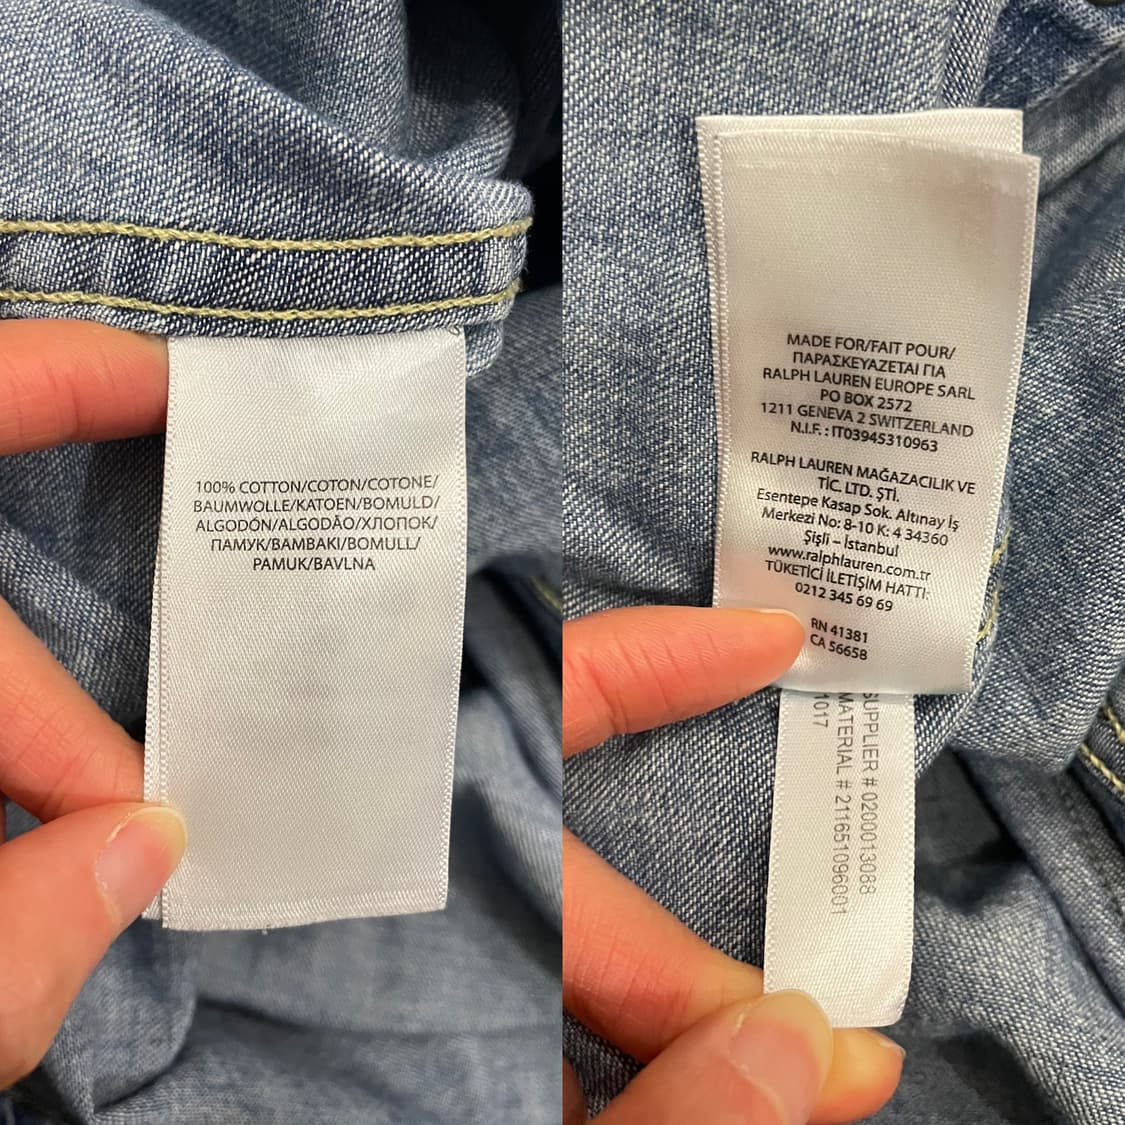 100% COTTON/COTON/COTONE/
BAUMWOLLE/KATOEN/BOMULD/
ALGODÓN/ALGODÃO/ХЛОПОК/
ПАМУК/BAMBAKI/BOMULL/
PAMUK/BAVLNA
MADE FOR/FAIT POUR/
ΠΑΡΑΣΚΕΥΑΖΕΤΑΙ ΓΙΑ
RALPH LAUREN EUROPE SARL
PO BOX 2572
1211 GENEVA 2 SWITZERLAND
N.I.F. : IT03945310963
RALPH LAUREN MAĞAZACILIK VE
TİC. LTD. ŞTİ.
Esentepe Kasap Sok. Altınay İş
Merkezi No: 8-10 K: 4 34360
Şişli – İstanbul
www.ralphlauren.com.tr
TÜKETİCİ İLETİŞİM HATTI:
0212 345 69 69
RN 41381
CA 56658
SUPPLIER # 0200013088
MATERIAL # 211651096001
1017